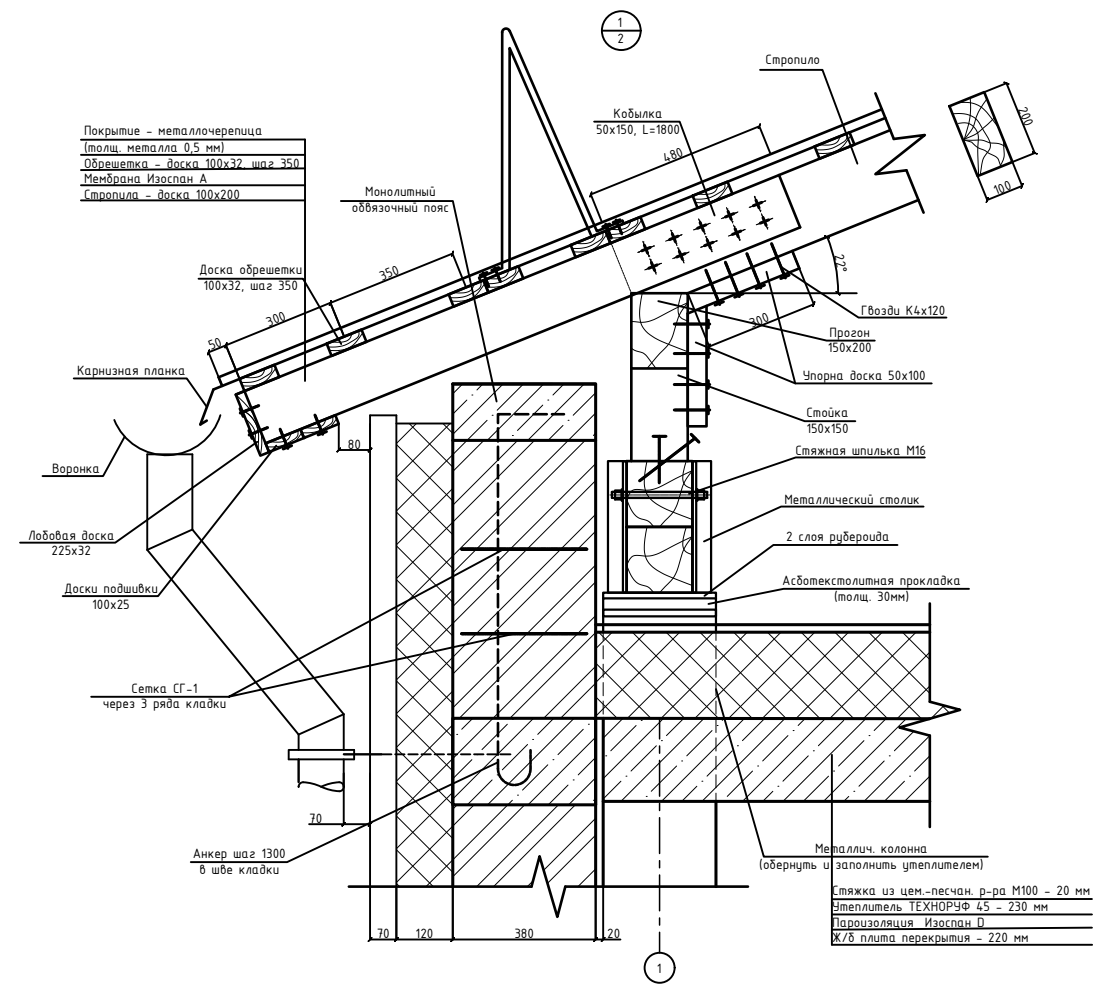 1
2
Стропило
Кобылка
50х150, L=1800
200
100
480
Покрытие - металлочерепица
(толщ. металла 0,5 мм)
Обрешетка - доска 100х32, шаг 350
Мембрана Изоспан А
Стропила - доска 100х200
Монолитный
обвязочный пояс
Доска обрешетки
100х32, шаг 350
350
300
50
22°
Гвозди К4х120
300
Прогон
150х200
Карнизная планка
Упорна доска 50х100
Стойка
150х150
80
Воронка
Стяжная шпилька М16
Металлический столик
Лобовая доска
225х32
2 слоя рубероида
Доски подшивки
100х25
Асботекстолитная прокладка
(толщ. 30мм)
Сетка СГ-1
через 3 ряда кладки
70
Анкер шаг 1300
в шве кладки
Металлич. колонна
(обернуть и заполнить утеплителем)
Стяжка из цем.-песчан. р-ра М100 - 20 мм
Утеплитель ТЕХНОРУФ 45 - 230 мм
Пароизоляция Изоспан D
Ж/б плита перекрытия - 220 мм
70
120
380
20
1